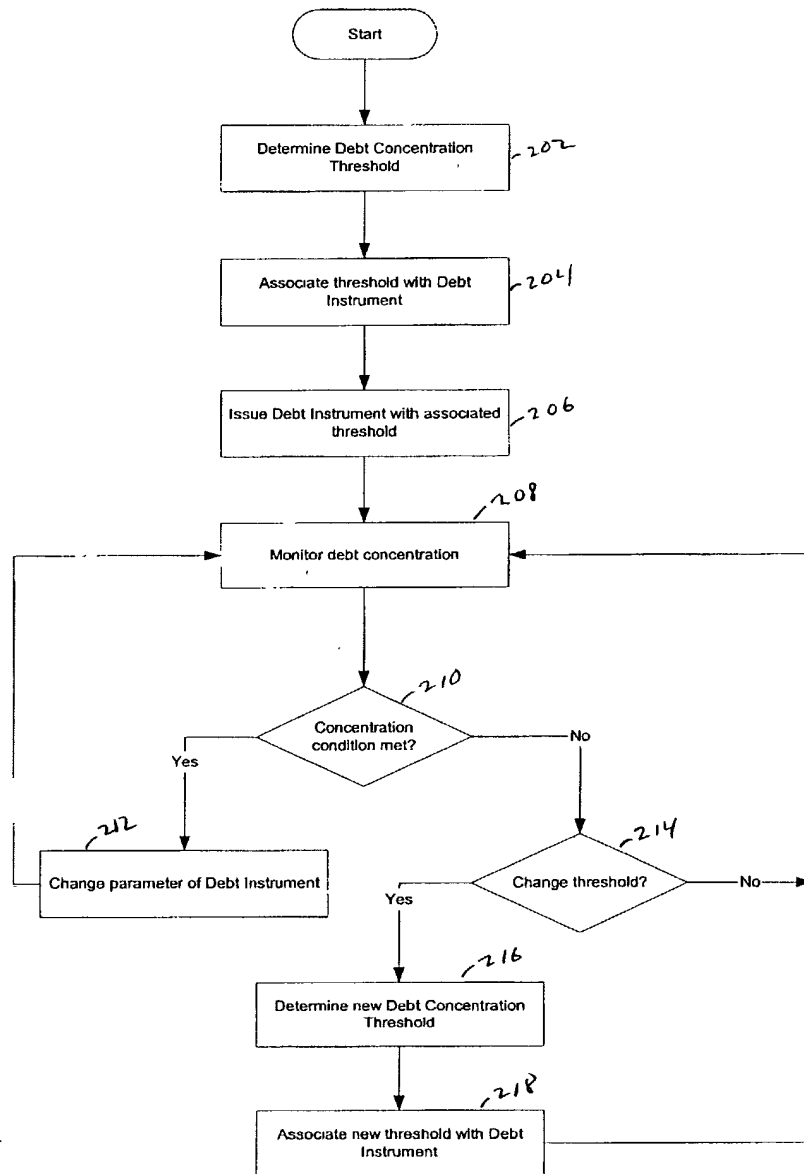 Start
Determine Debt Concentration
Threshold
202
Associate threshold with Debt
Instrument
204
Issue Debt Instrument with associated
threshold
206
208
Monitor debt concentration
210
Concentration
condition met?
Yes
No
212
Change parameter of Debt Instrument
214
Change threshold?
No
Yes
216
Determine new Debt Concentration
Threshold
218
Associate new threshold with Debt
Instrument